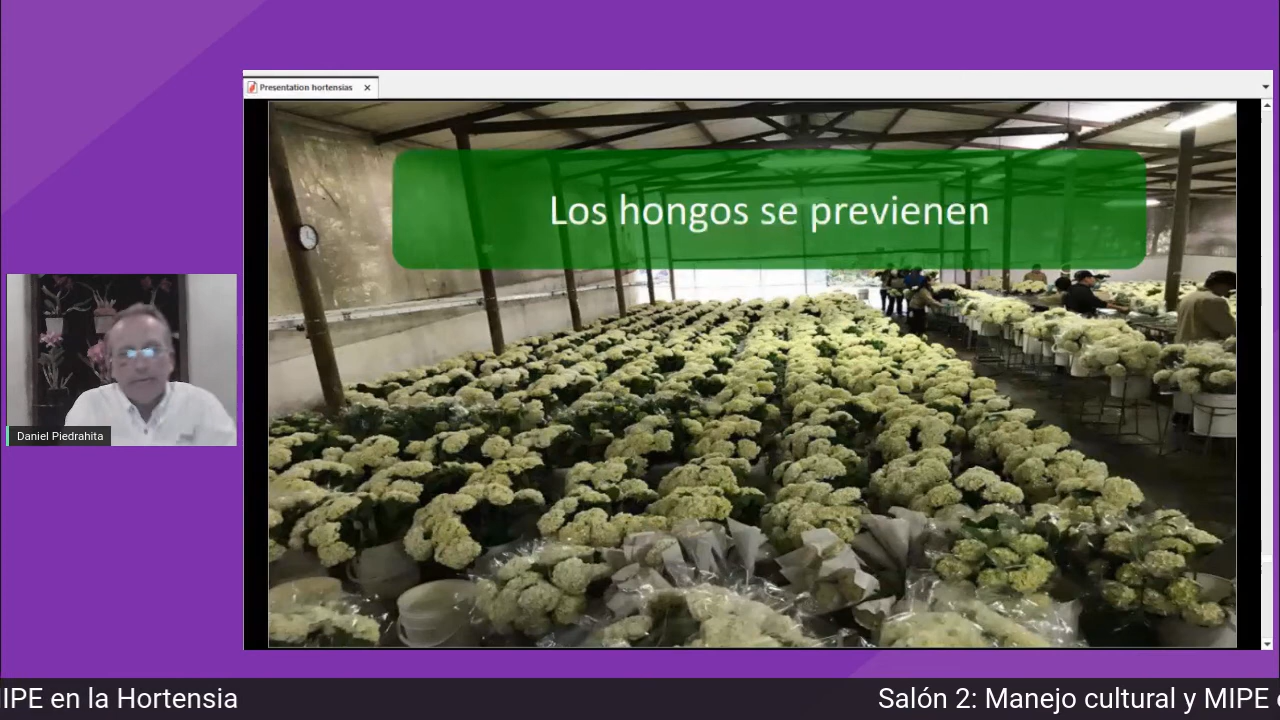 Presentation hortensias
Los hongos se previenen
Daniel Piedrahita
IPE en la Hortensia
Salón 2: Manejo cultural y MIPE